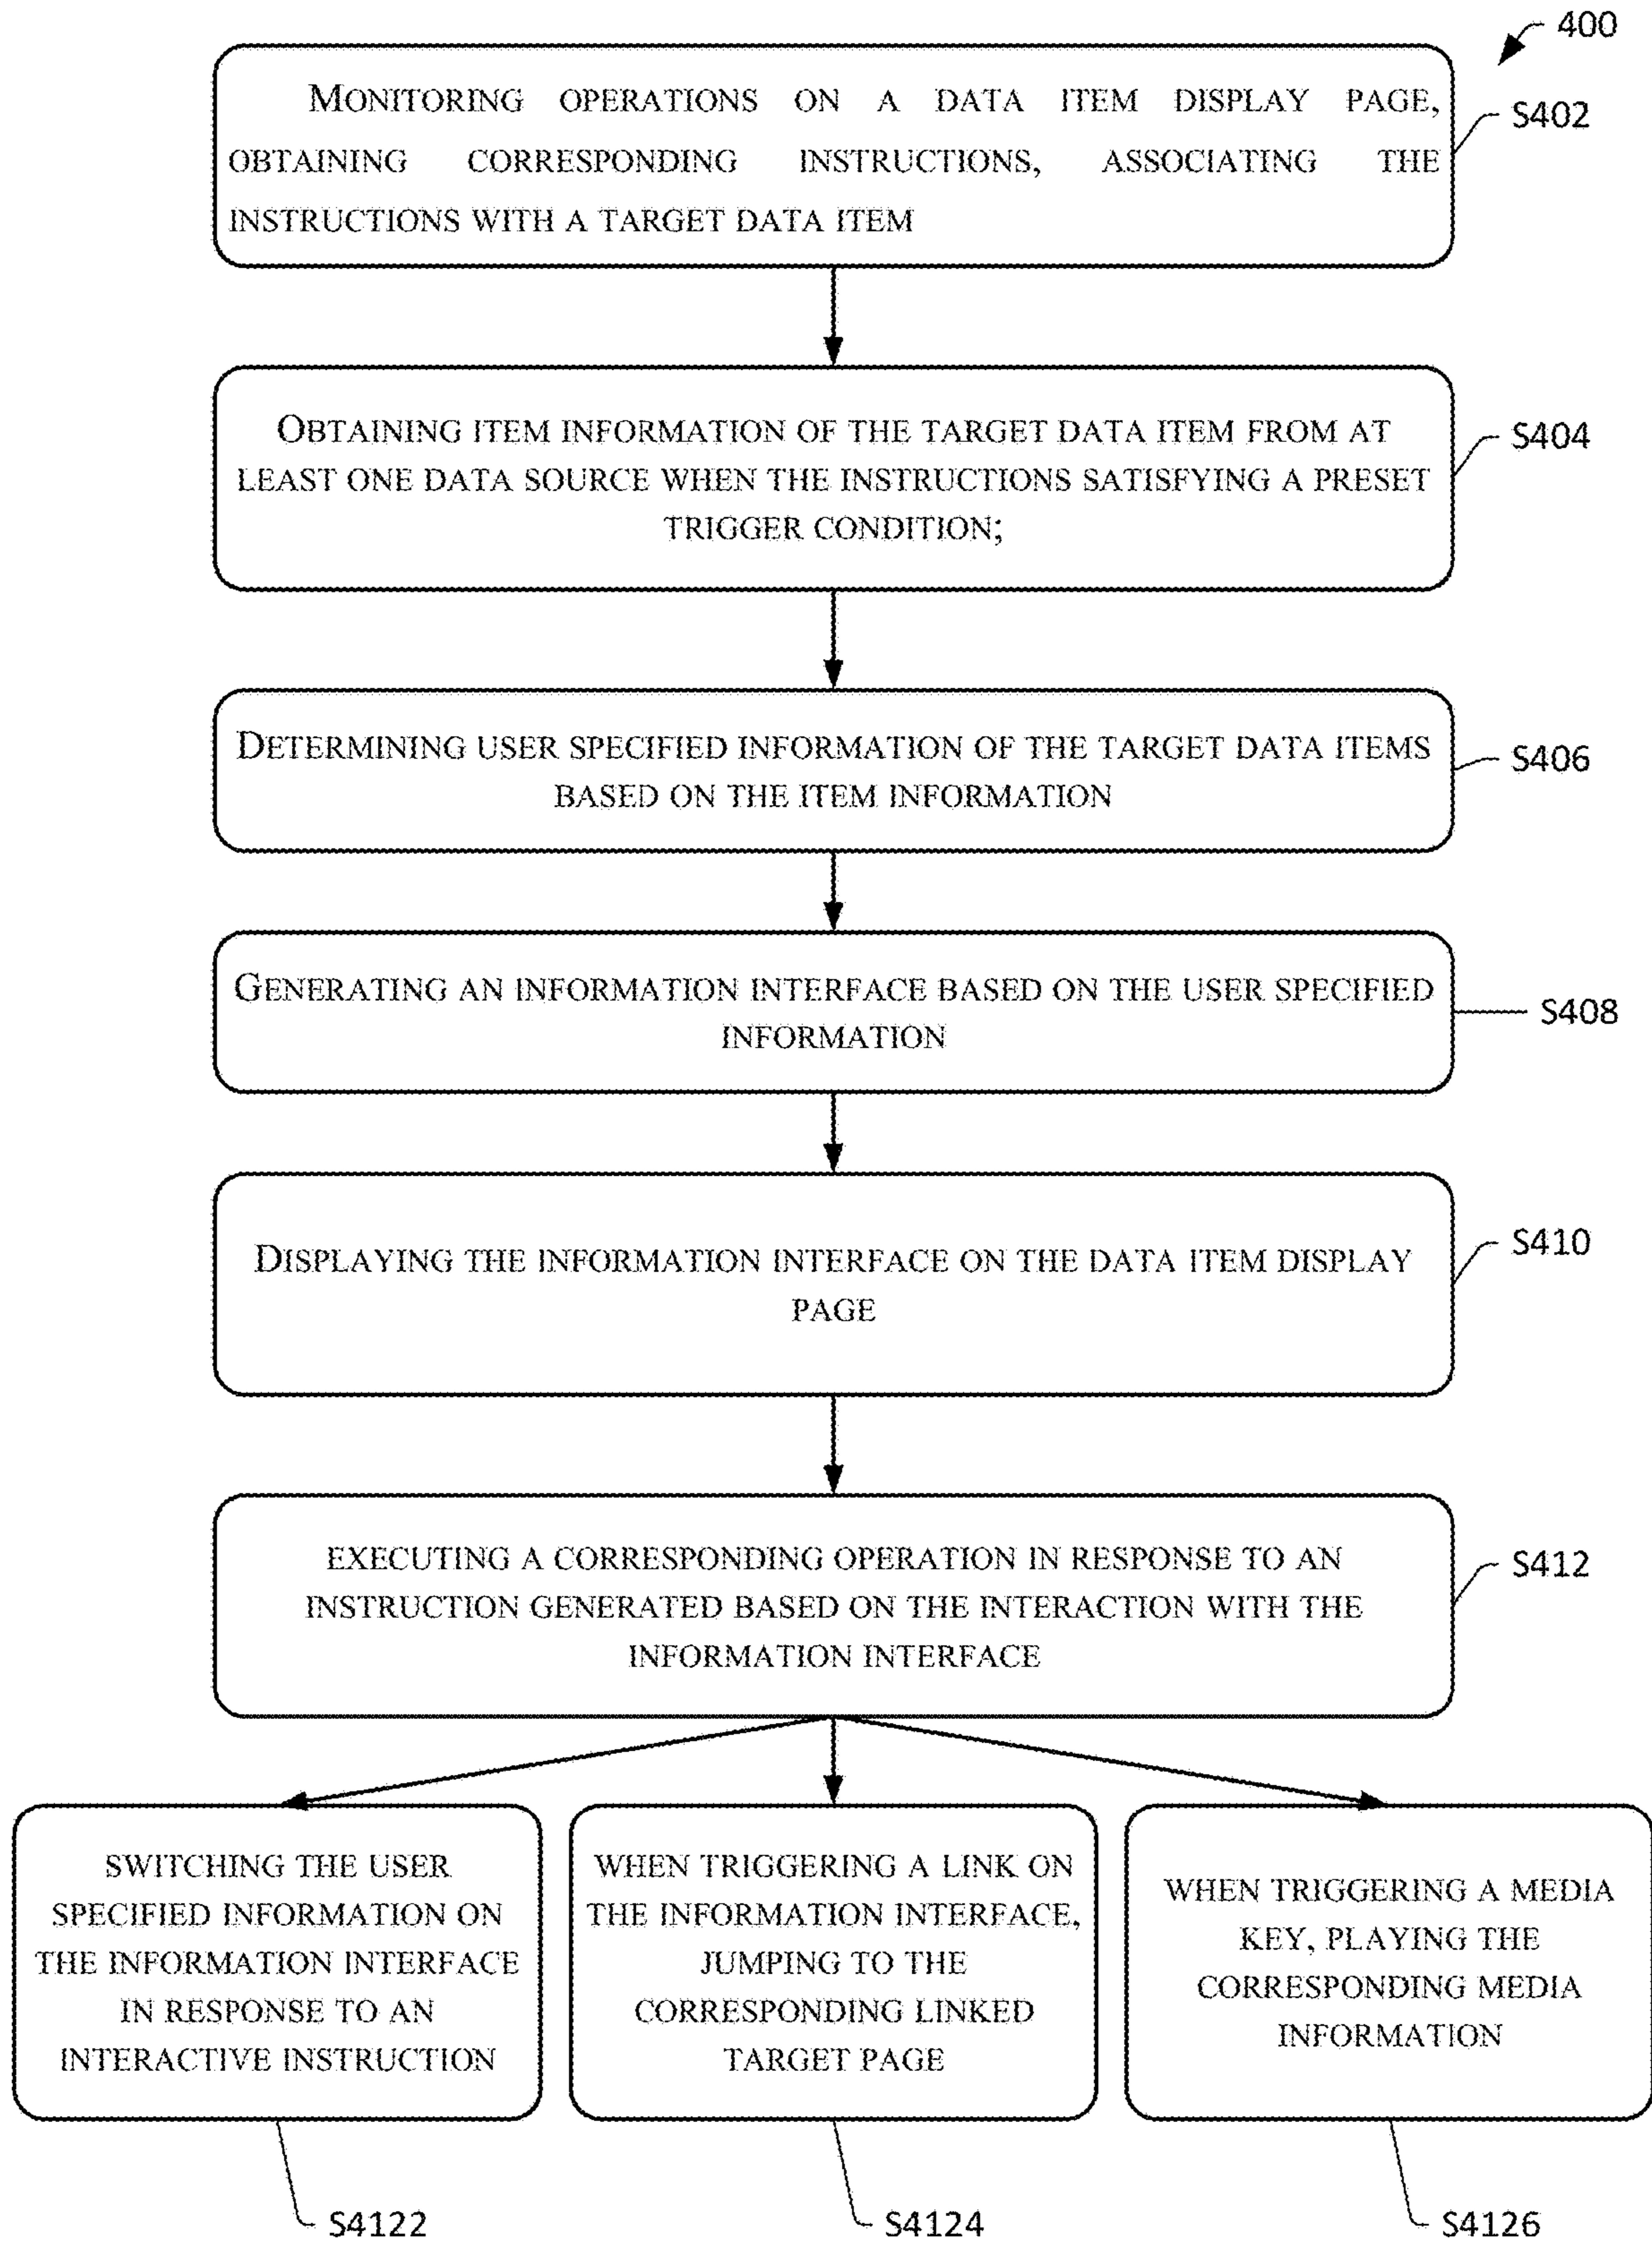 400
MONITORING OPERATIONS ON A DATA ITEM DISPLAY PAGE,
OBTAINING CORRESPONDING INSTRUCTIONS, ASSOCIATING THE
INSTRUCTIONS WITH A TARGET DATA ITEM
S402
OBTAINING ITEM INFORMATION OF THE TARGET DATA ITEM FROM AT
LEAST ONE DATA SOURCE WHEN THE INSTRUCTIONS SATISFYING A PRESET
TRIGGER CONDITION;
S404
DETERMINING USER SPECIFIED INFORMATION OF THE TARGET DATA ITEMS
BASED ON THE ITEM INFORMATION
S406
GENERATING AN INFORMATION INTERFACE BASED ON THE USER SPECIFIED
INFORMATION
S408
DISPLAYING THE INFORMATION INTERFACE ON THE DATA ITEM DISPLAY
PAGE
S410
EXECUTING A CORRESPONDING OPERATION IN RESPONSE TO AN
INSTRUCTION GENERATED BASED ON THE INTERACTION WITH THE
INFORMATION INTERFACE
S412
SWITCHING THE USER
SPECIFIED INFORMATION ON
THE INFORMATION INTERFACE
IN RESPONSE TO AN
INTERACTIVE INSTRUCTION
S4122
WHEN TRIGGERING A LINK ON
THE INFORMATION INTERFACE,
JUMPING TO THE
CORRESPONDING LINKED
TARGET PAGE
S4124
WHEN TRIGGERING A MEDIA
KEY, PLAYING THE
CORRESPONDING MEDIA
INFORMATION
S4126